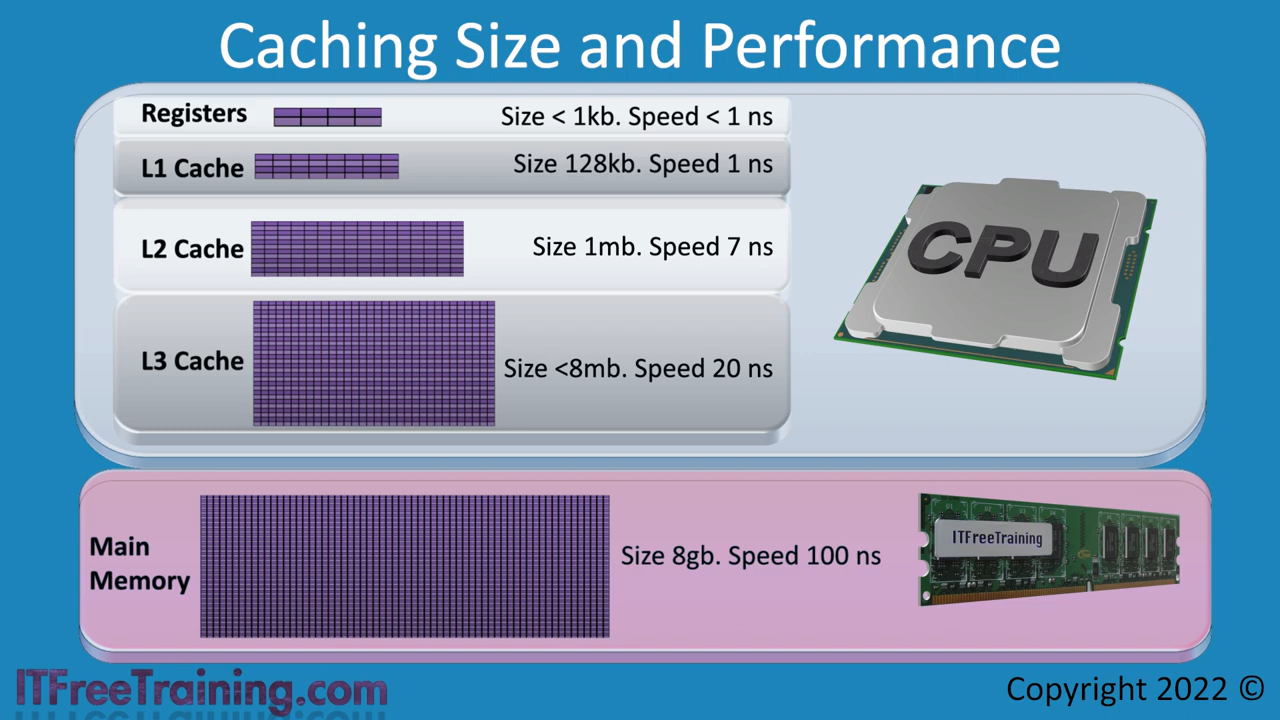 Caching Size and Performance
Registers
Size < 1kb. Speed < 1 ns
L1 Cache
Size 128kb. Speed 1 ns
L2 Cache
Size 1mb. Speed 7 ns
L3 Cache
Size <8mb. Speed 20 ns
CPU
Main
Memory
Size 8gb. Speed 100 ns
ITFreeTraining
ITFreeTraining.com
Copyright 2022 ©